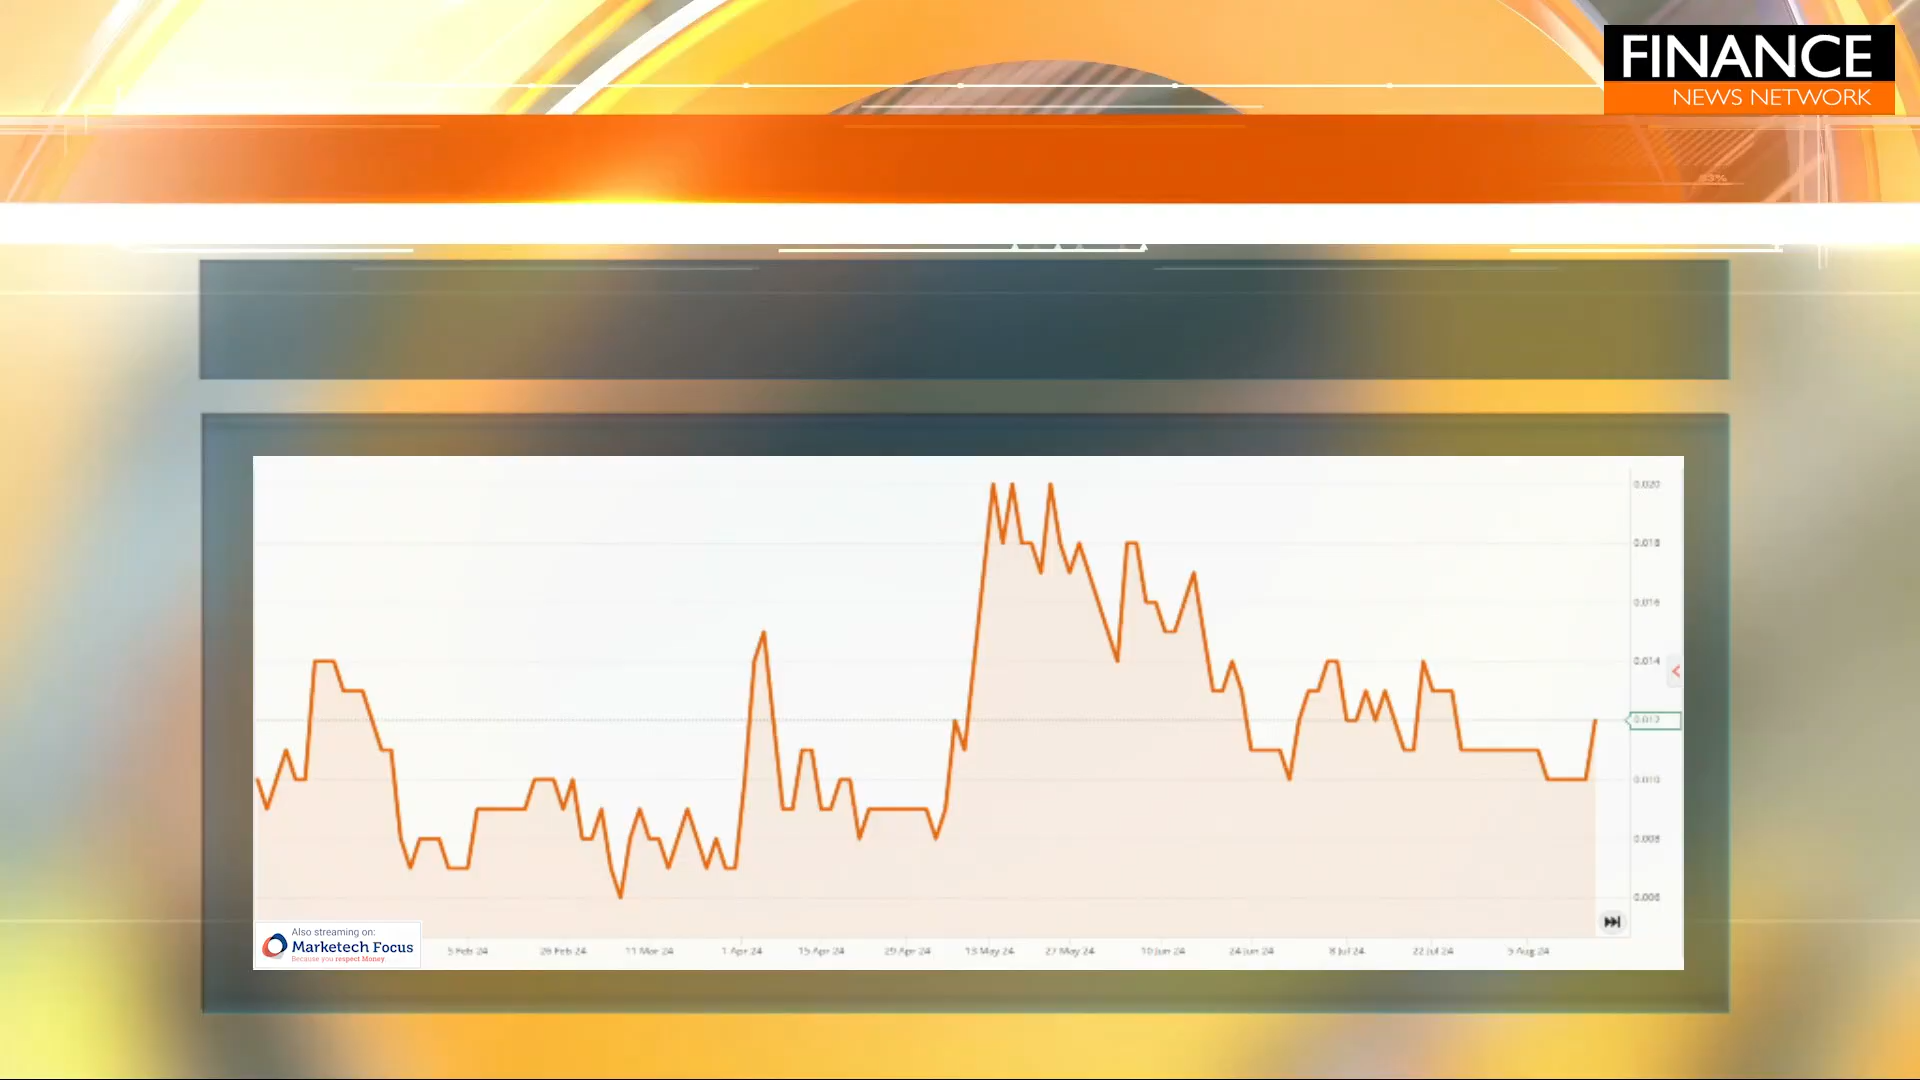 FINANCE
NEWS NETWORK
0.020
0.018
0.016
0.014
0.012
0.010
0.008
0.006
Also streaming on:
Marketech Focus
Because you respect Money
5 Feb 24
26 Feb 24
11 Mar 24
1 Apr 24
15 Apr 24
29 Apr 24
13 May 24
27 May 24
10 Jun 24
24 Jun 24
8 Jul 24
22 Jul 24
5 Aug 24